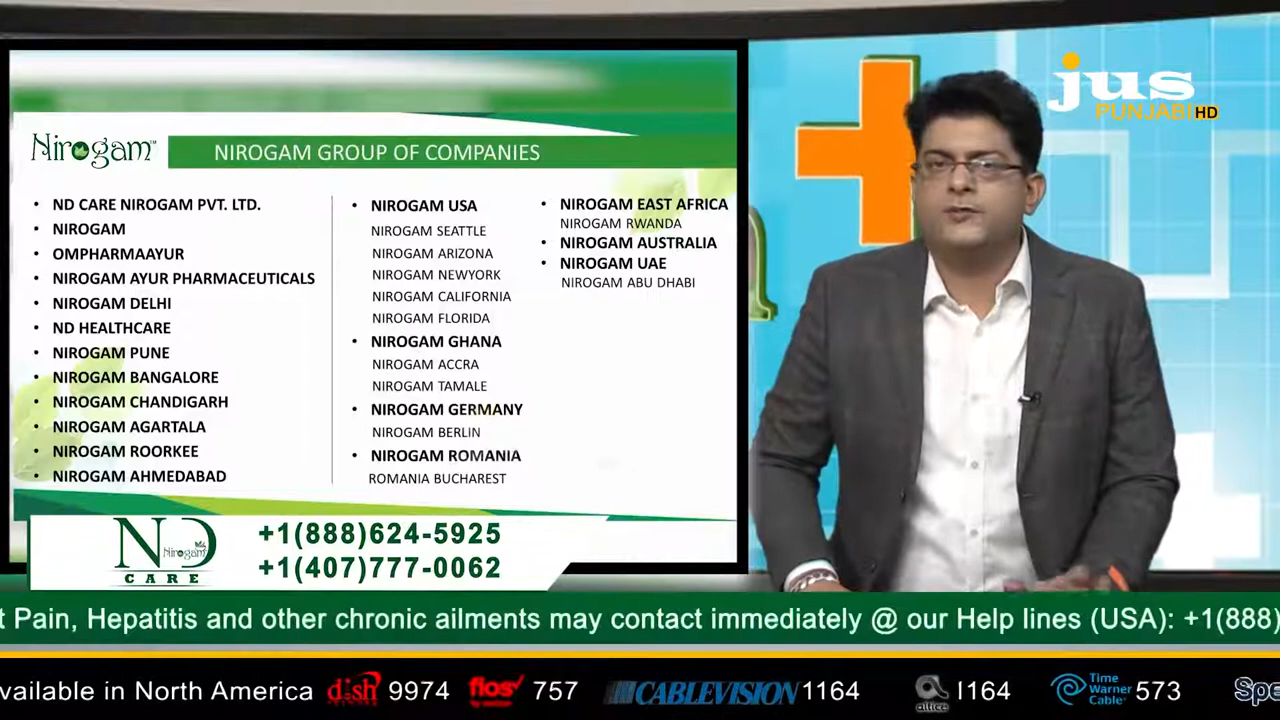 jus
PUNJABI HD
Nirogam™
NIROGAM GROUP OF COMPANIES
• ND CARE NIROGAM PVT. LTD.
• NIROGAM
• OMPHARMAAYUR
• NIROGAM AYUR PHARMACEUTICALS
• NIROGAM DELHI
• ND HEALTHCARE
• NIROGAM PUNE
• NIROGAM BANGALORE
• NIROGAM CHANDIGARH
• NIROGAM AGARTALA
• NIROGAM ROORKEE
• NIROGAM AHMEDABAD
• NIROGAM USA
NIROGAM SEATTLE
NIROGAM ARIZONA
NIROGAM NEWYORK
NIROGAM CALIFORNIA
NIROGAM FLORIDA
• NIROGAM GHANA
NIROGAM ACCRA
NIROGAM TAMALE
• NIROGAM GERMANY
NIROGAM BERLIN
• NIROGAM ROMANIA
ROMANIA BUCHAREST
• NIROGAM EAST AFRICA
NIROGAM RWANDA
• NIROGAM AUSTRALIA
• NIROGAM UAE
NIROGAM ABU DHABI
ND
Nirogam
CARE
+1(888)624-5925
+1(407)777-0062
t Pain, Hepatitis and other chronic ailments may contact immediately @ our Help lines (USA): +1(888)
vailable in North America dish 9974 fios 757 CABLEVISION 1164 altice 1164 Time Warner Cable 573 Spe